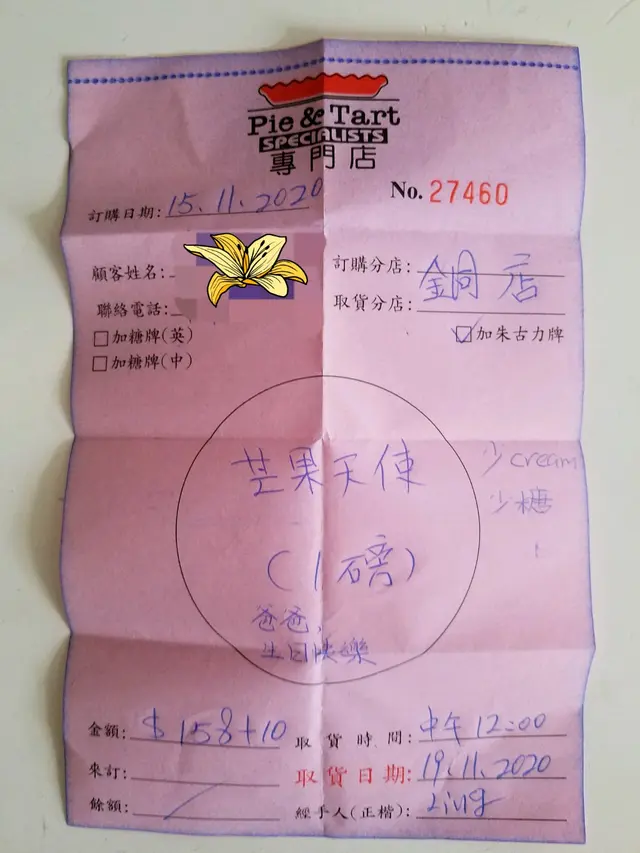 Pie & Tart
SPECIALISTS
專門店
訂購日期: 15.11.2020
No. 27460
顧客姓名:
聯絡電話:
訂購分店:
取貨分店:
銅店
☐加糖牌(英)
☐加糖牌(中)
☑加朱古力牌
芒果天使
(1磅)
少cream
少糖
爸爸,
生日快樂
金額: $158+10
來訂:
餘額:
取貨時間: 中午12:00
取貨日期: 19.11.2020
經手人(正楷): Ling